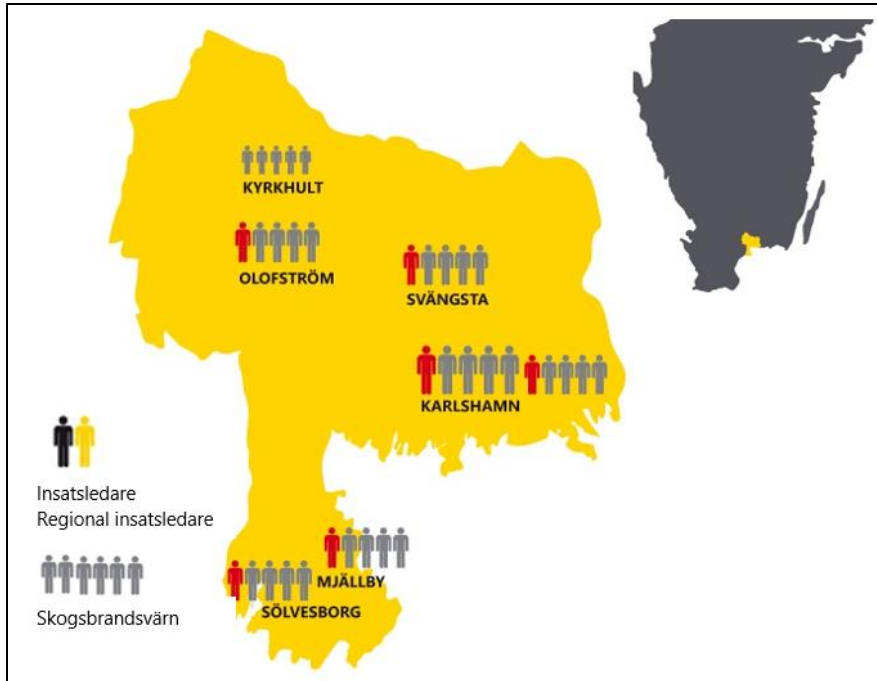 KYRKHULT
OLOFSTRÖM
SVÄNGSTA
KARLSHAMN
Insatsledare
Regional insatsledare
MJÄLLBY
SÖLVESBORG
Skogsbrandsvärn